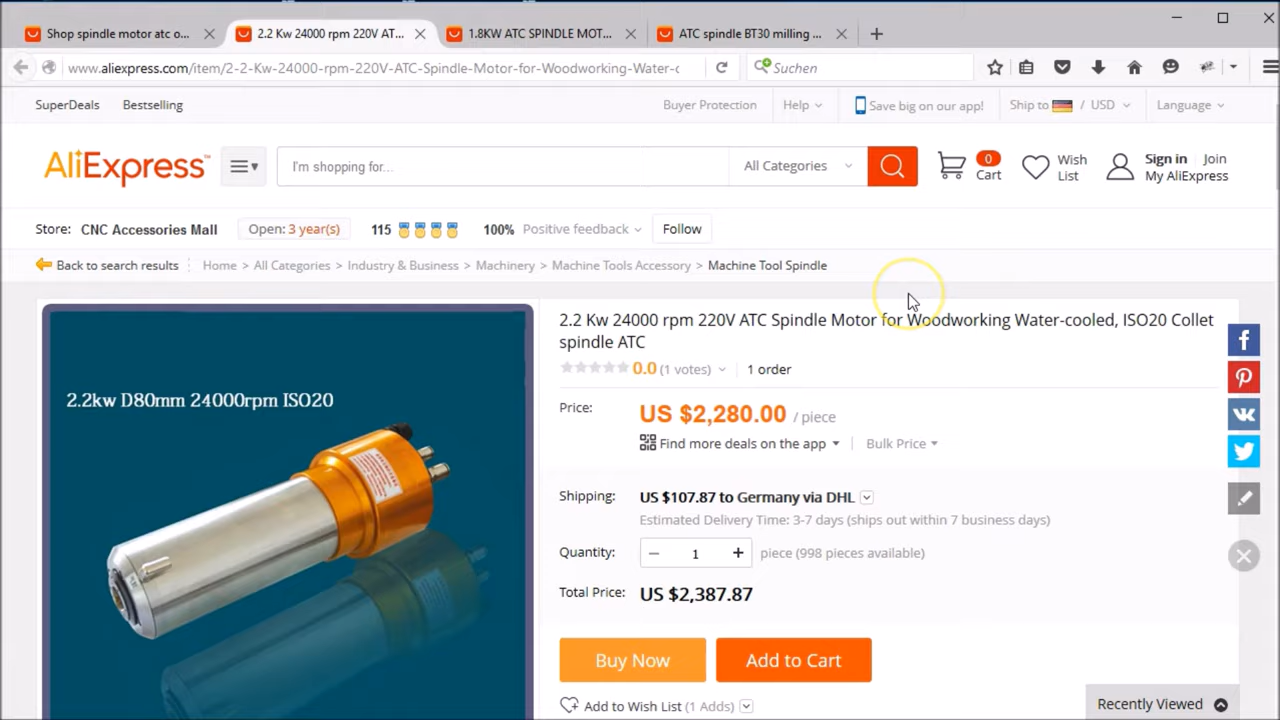 Shop spindle motor atc o...
2.2 Kw 24000 rpm 220V AT...
1.8KW ATC SPINDLE MOT...
ATC spindle BT30 milling ...
www.aliexpress.com/item/2-2-Kw-24000-rpm-220V-ATC-Spindle-Motor-for-Woodworking-Water-c
Suchen
SuperDeals
Bestselling
Buyer Protection
Help
Save big on our app!
Ship to / USD
Language
AliExpress™
I'm shopping for...
All Categories
0
Cart
Wish
List
Sign in Join
My AliExpress
Store: CNC Accessories Mall
Open: 3 year(s)
115
100% Positive feedback
Follow
Back to search results
Home > All Categories > Industry & Business > Machinery > Machine Tools Accessory > Machine Tool Spindle
2.2kw D80mm 24000rpm ISO20
2.2 Kw 24000 rpm 220V ATC Spindle Motor for Woodworking Water-cooled, ISO20 Collet
spindle ATC
0.0 (1 votes)
1 order
Price: US $2,280.00 / piece
Find more deals on the app
Bulk Price
Shipping: US $107.87 to Germany via DHL
Estimated Delivery Time: 3-7 days (ships out within 7 business days)
Quantity: − 1 + piece (998 pieces available)
Total Price: US $2,387.87
Buy Now
Add to Cart
Add to Wish List (1 Adds)
Recently Viewed